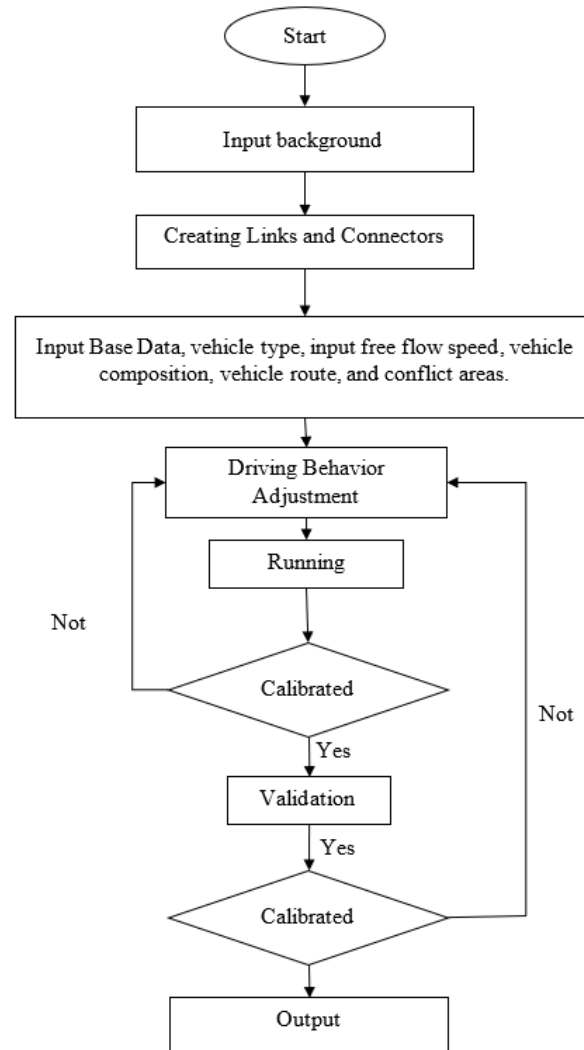 Start
Input background
Creating Links and Connectors
Input Base Data, vehicle type, input free flow speed, vehicle
composition, vehicle route, and conflict areas.
Driving Behavior
Adjustment
Running
Not
Calibrated
Not
Yes
Validation
Yes
Calibrated
Output